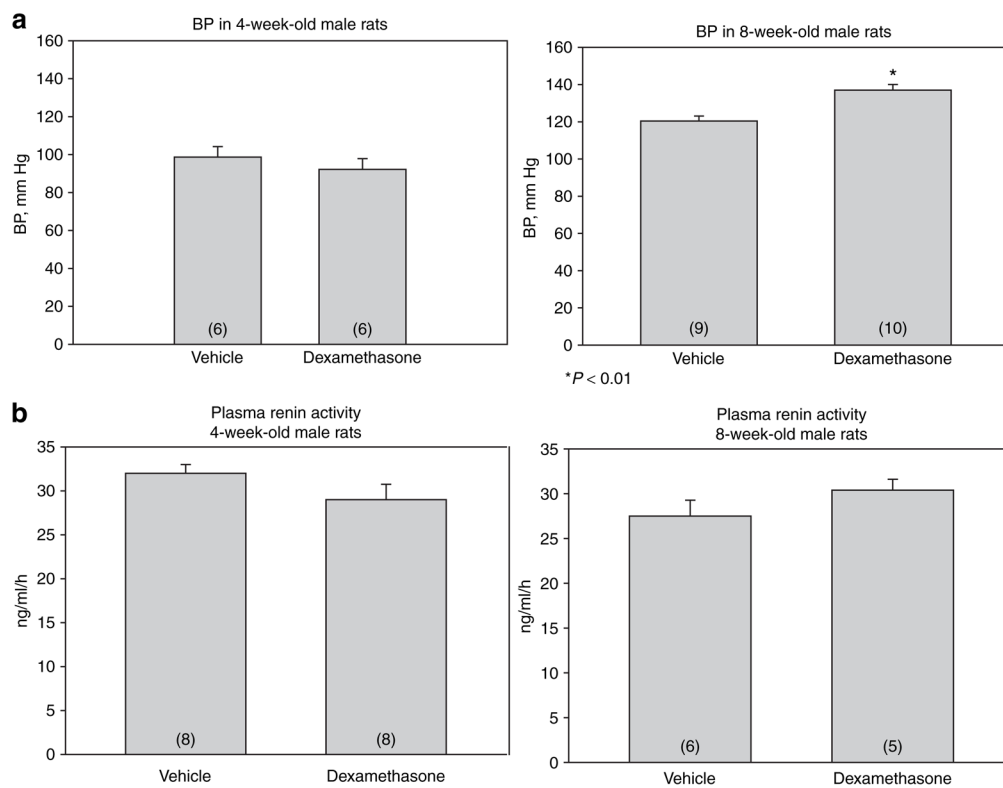 a
BP in 4-week-old male rats
160
140
120
100
80
60
40
20
0
BP, mm Hg
(6)
(6)
Vehicle
Dexamethasone
BP in 8-week-old male rats
160
140
120
100
80
60
40
20
0
BP, mm Hg
*
(9)
(10)
Vehicle
Dexamethasone
*P < 0.01
b
Plasma renin activity
4-week-old male rats
35
30
25
20
15
10
5
0
ng/ml/h
(8)
(8)
Vehicle
Dexamethasone
Plasma renin activity
8-week-old male rats
35
30
25
20
15
10
5
0
ng/ml/h
(6)
(5)
Vehicle
Dexamethasone